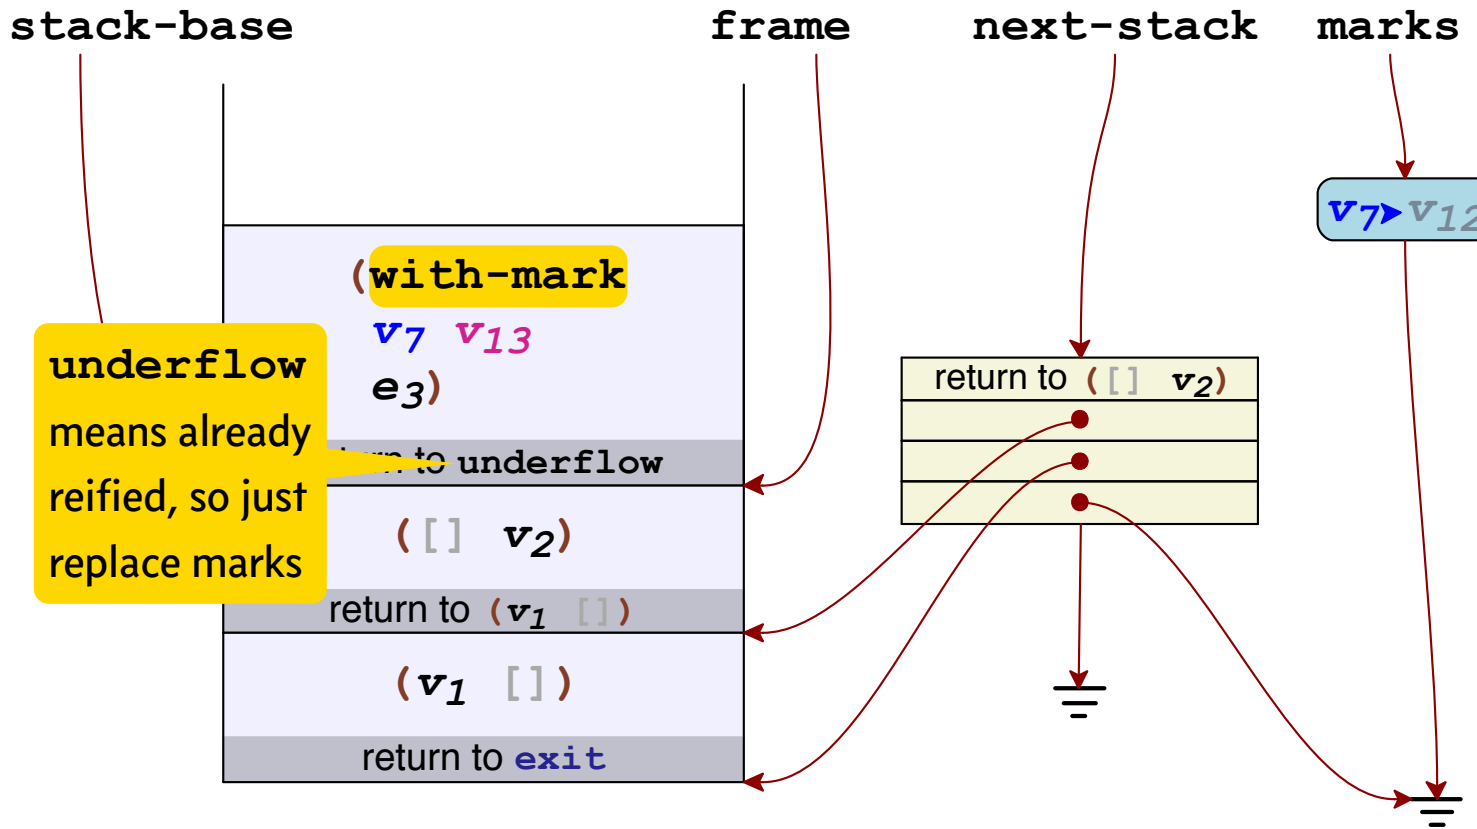 stack-base frame next-stack marks
(with-mark
v7 v13
e3)
underflow
means already
reified, so just
replace marks
to underflow
([] v2)
return to (v1 [])
(v1 [])
return to exit
return to ([] v2)
v7➤v12